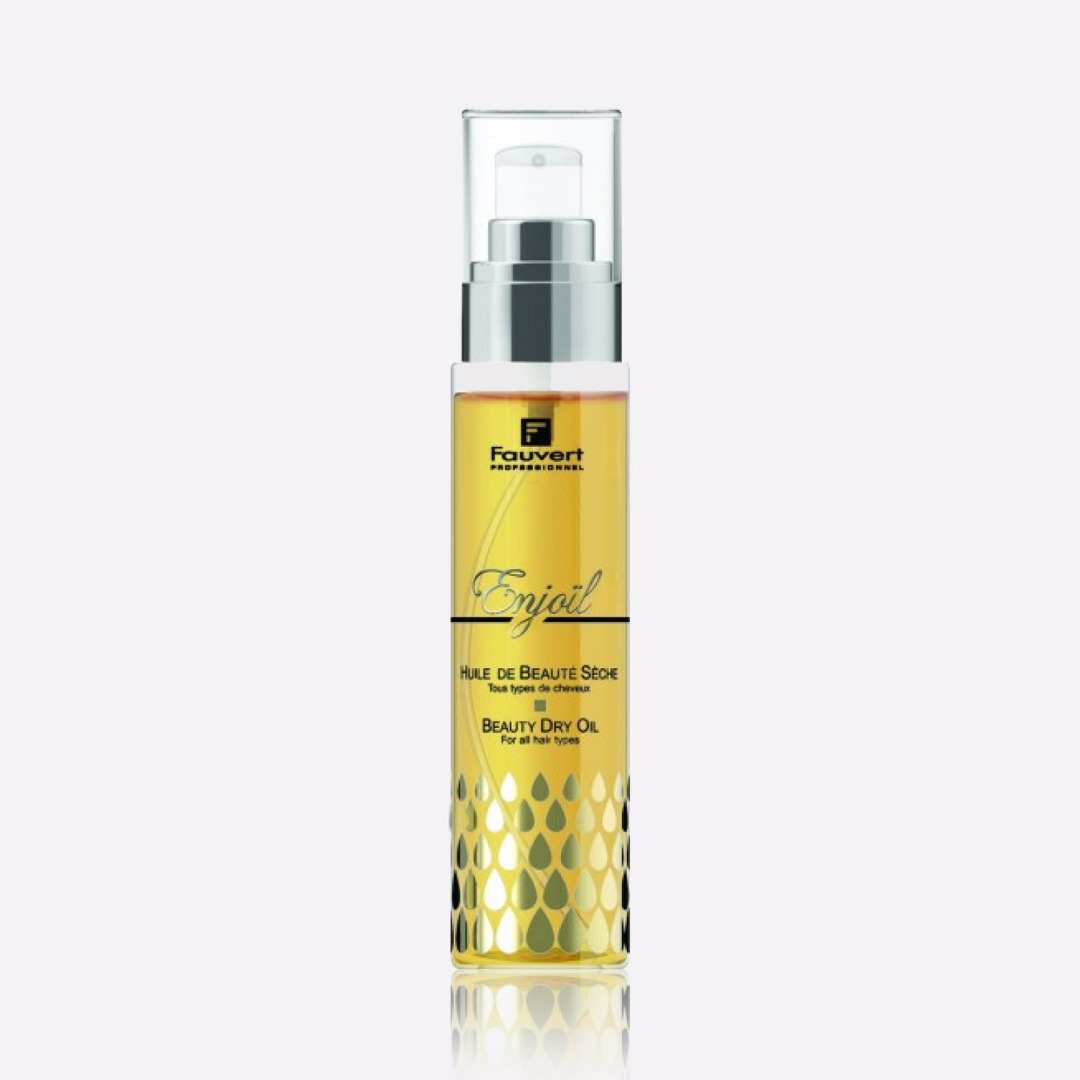 F
Fauvert
PROFESSIONNEL
Enjoïl
HUILE DE BEAUTÉ SÈCHE
Tous types de cheveux
BEAUTY DRY OIL
For all hair types